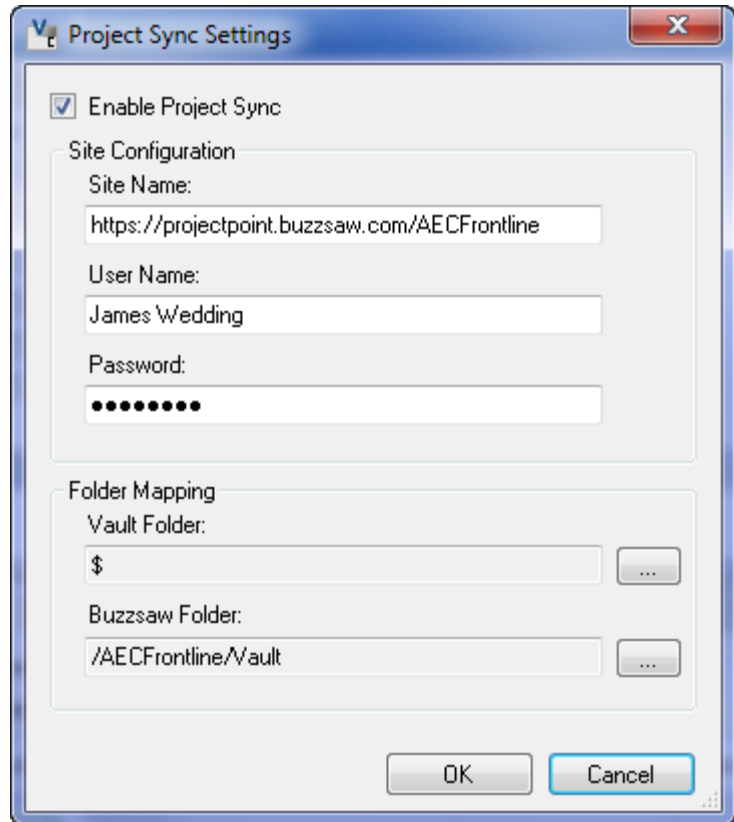 Project Sync Settings
Enable Project Sync
Site Configuration
Site Name:
https://projectpoint.buzzsaw.com/AECFrontline
User Name:
James Wedding
Password:
●●●●●●●●
Folder Mapping
Vault Folder:
$
...
Buzzsaw Folder:
/AECFrontline/Vault
...
OK
Cancel